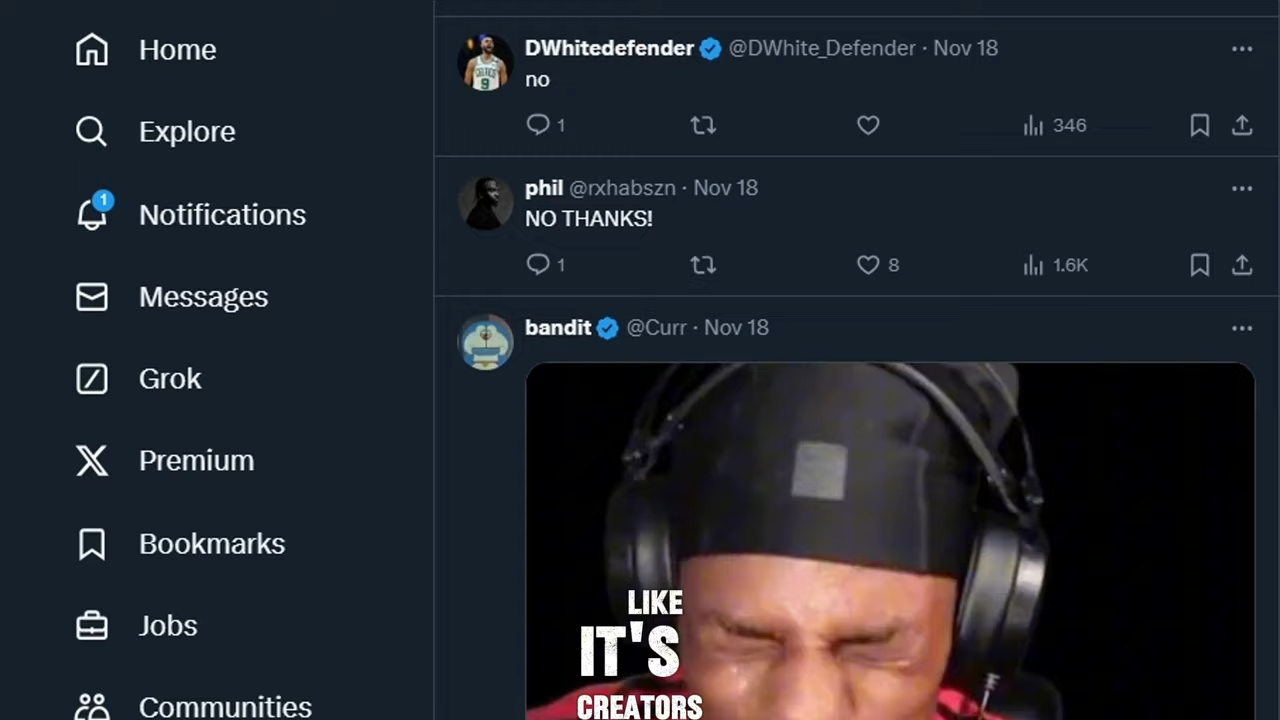 Home
Explore
1
Notifications
Messages
Grok
Premium
Bookmarks
Jobs
Communities
DWhitedefender @DWhite_Defender · Nov 18
no
1 346
phil @rxhabszn · Nov 18
NO THANKS!
1 8 1.6K
bandit @Curr · Nov 18
LIKE
IT'S
CREATORS